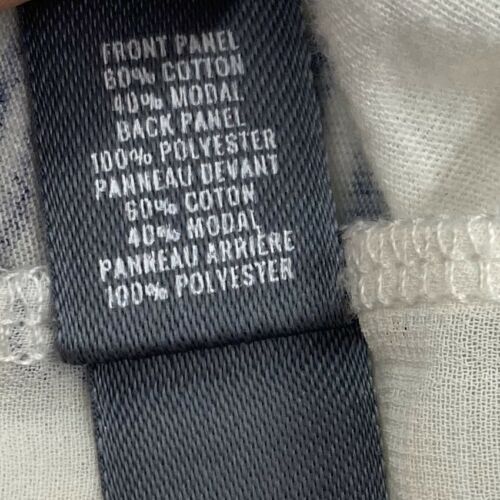 FRONT PANEL
60% COTTON
40% MODAL
BACK PANEL
100% POLYESTER
PANNEAU DEVANT
60% COTON
40% MODAL
PANNEAU ARRIÈRE
100% POLYESTER